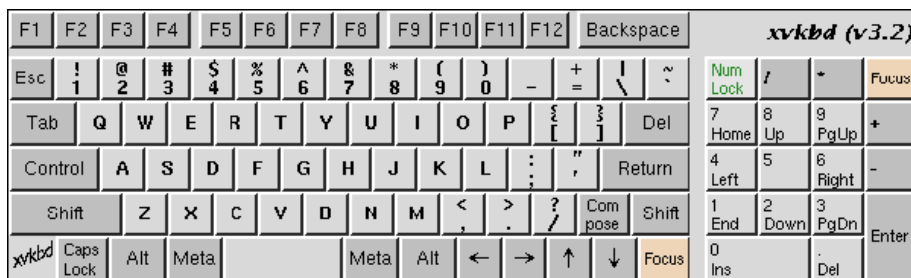 F1 F2 F3 F4 F5 F6 F7 F8 F9 F10 F11 F12 Backspace xvkbd (v3.2)
Esc ! 1 @ 2 # 3 $ 4 % 5 ^ 6 & 7 * 8 ( 9 ) 0 _ + = | \ ~ ` Num Lock / * Focus
Tab Q W E R T Y U I O P { [ } ] Del 7 Home 8 Up 9 PgUp +
Control A S D F G H J K L : ; " ' Return 4 Left 5 6 Right -
Shift Z X C V D N M < , > . ? / Com pose Shift 1 End 2 Down 3 PgDn Enter
xvkbd Caps Lock Alt Meta Meta Alt ← → ↑ ↓ Focus 0 Ins . Del